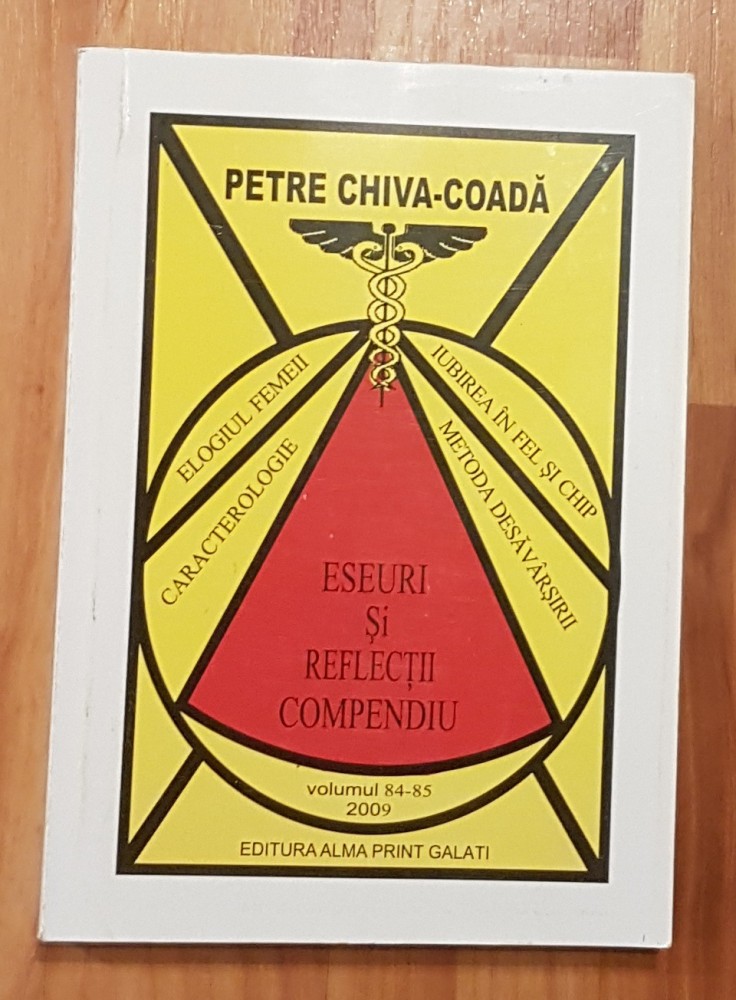 PETRE CHIVA-COADĂ
ELOGIUL FEMEII
CARACTEROLOGIE
IUBIREA ÎN FEL ȘI CHIP
METODA DESĂVÂRȘIRII
ESEURI
Și
REFLECȚII
COMPENDIU
volumul 84-85
2009
EDITURA ALMA PRINT GALATI